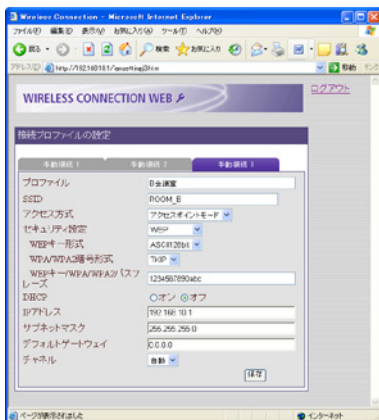 Wireless Connection - Microsoft Internet Explorer
ファイル(F) 編集(E) 表示(V) お気に入り(A) ツール(T) ヘルプ(H)
戻る 検索 お気に入り
アドレス(D) 移動 リンク
WIRELESS CONNECTION WEB
ログアウト
接続プロファイルの設定
手動接続 1 手動接続 2 手動接続 3
プロファイル B会議室
SSID ROOM_B
アクセス方式 アクセスポイントモード
セキュリティ設定 WEP
WEPキー形式 ASCII128bit
WPA/WPA2暗号形式 TKIP
WEPキー/WPA/WPA2パスフレーズ 1234567890abc
DHCP オン オフ
IPアドレス 192.168.10.1
サブネットマスク 255.255.255.0
デフォルトゲートウェイ 0.0.0.0
チャネル 自動
保存
ページが表示されました インターネット